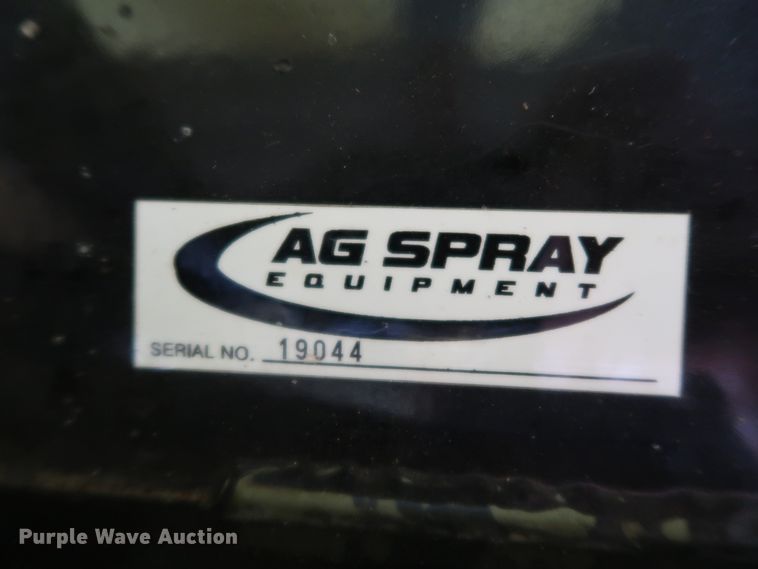 AG SPRAY
EQUIPMENT
SERIAL NO. 19044
Purple Wave Auction